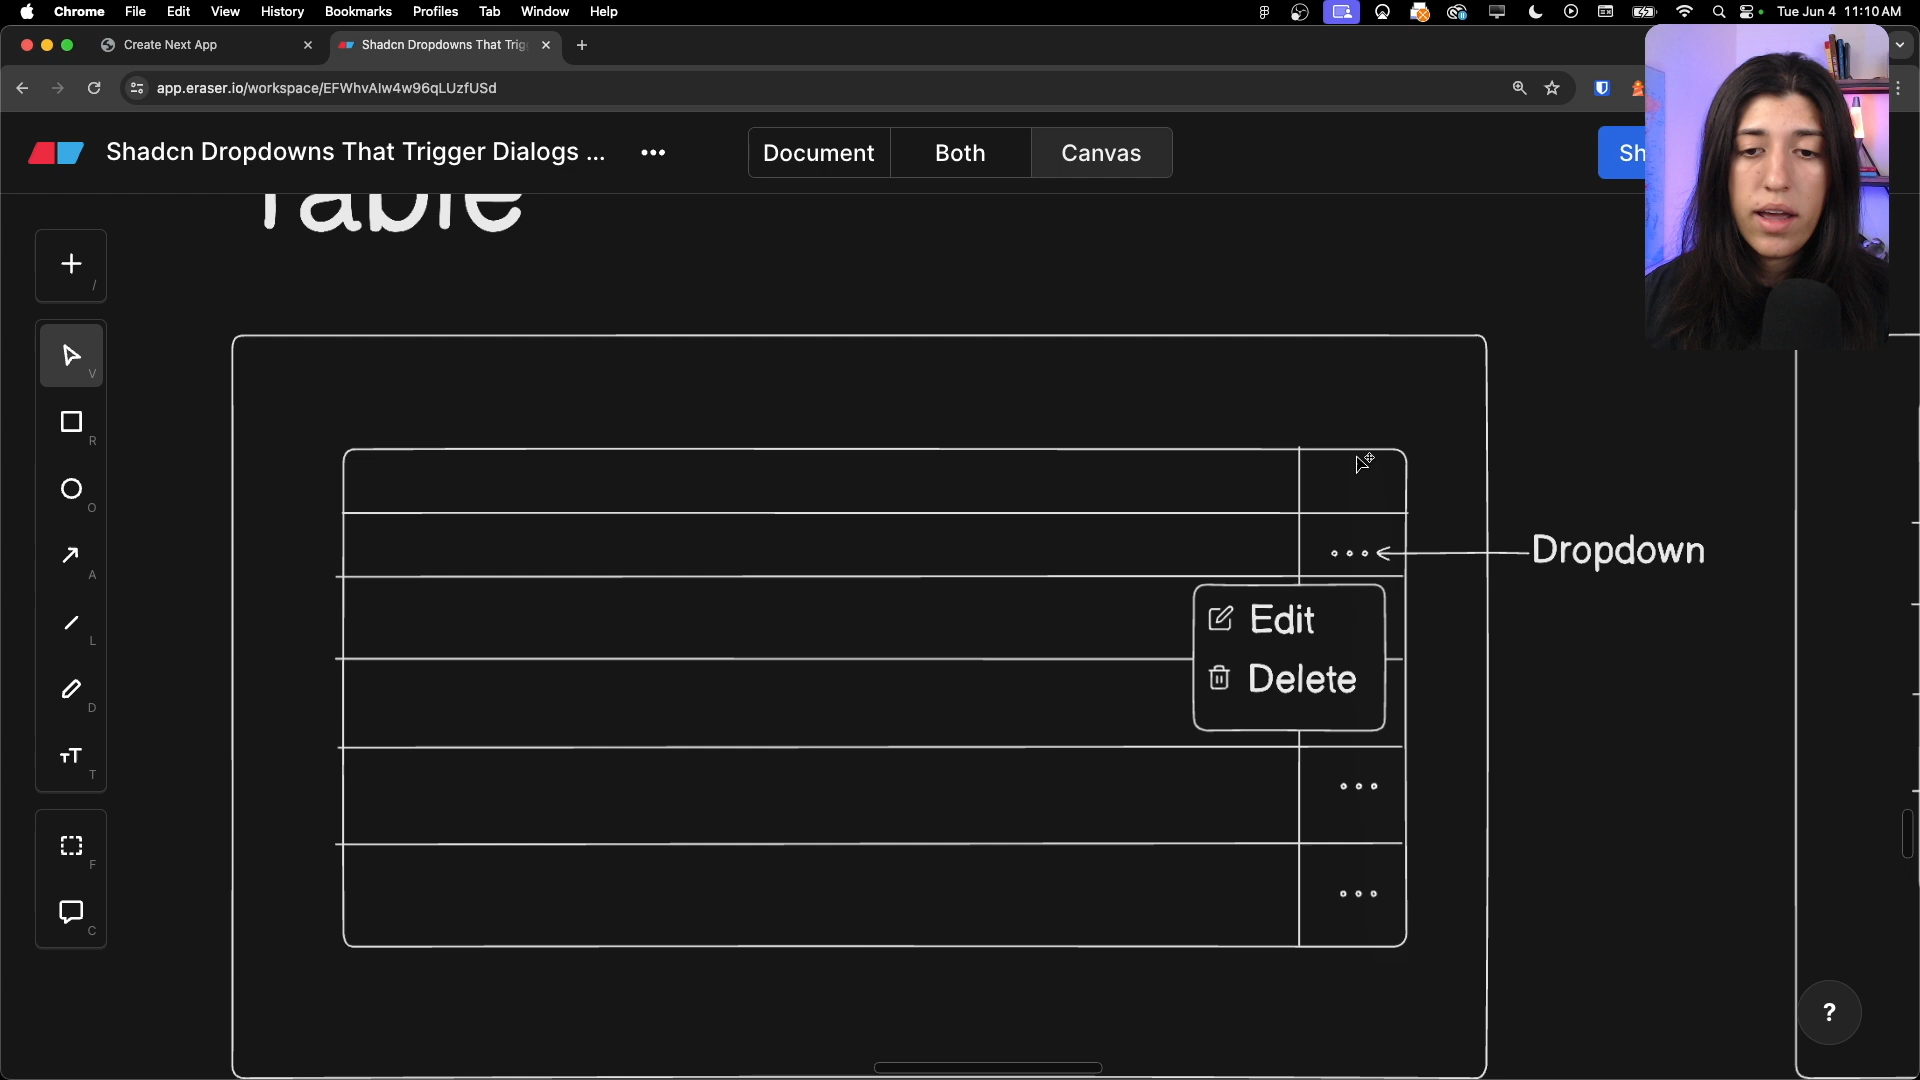 Chrome File Edit View History Bookmarks Profiles Tab Window Help Tue Jun 4 11:10 AM
Create Next App
Shadcn Dropdowns That Trig
app.eraser.io/workspace/EFWhvAIw4w96qLUzfUSd
Shadcn Dropdowns That Trigger Dialogs ...
Document Both Canvas
Sh
Table
/
V
R
O
A
L
D
TT
T
F
C
Dropdown
Edit
Delete
?